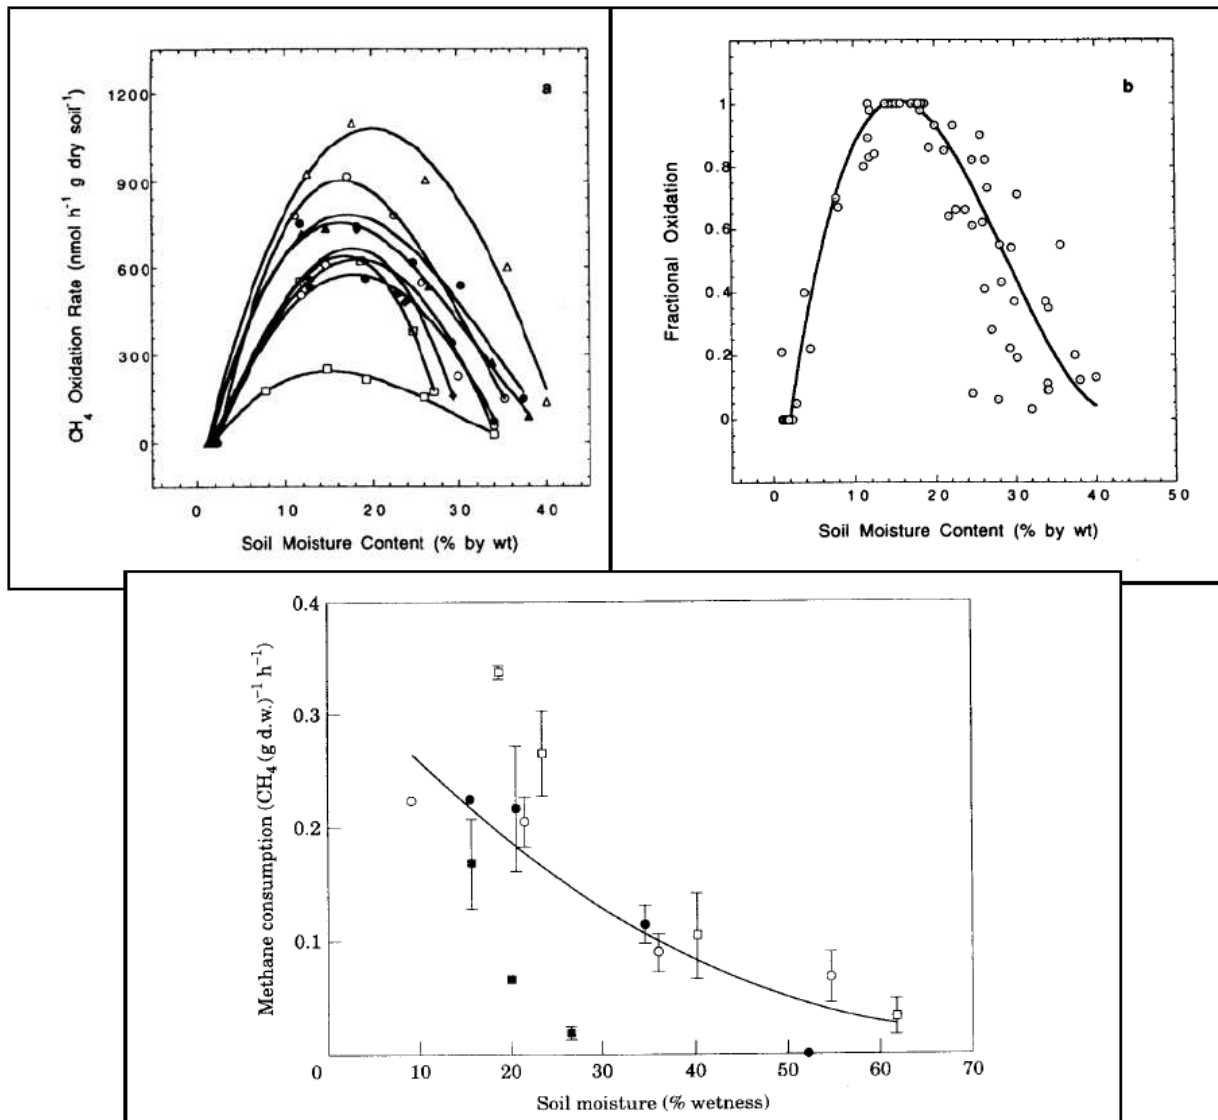 a
1200
900
600
300
0
CH₄ Oxidation Rate (nmol h⁻¹ g dry soil⁻¹)
0 10 20 30 40
Soil Moisture Content (% by wt)
b
1
0.8
0.6
0.4
0.2
0
Fractional Oxidation
0 10 20 30 40 50
Soil Moisture Content (% by wt)
0.4
0.3
0.2
0.1
Methane consumption (CH₄ (g d.w.)⁻¹ h⁻¹)
0 10 20 30 40 50 60 70
Soil moisture (% wetness)